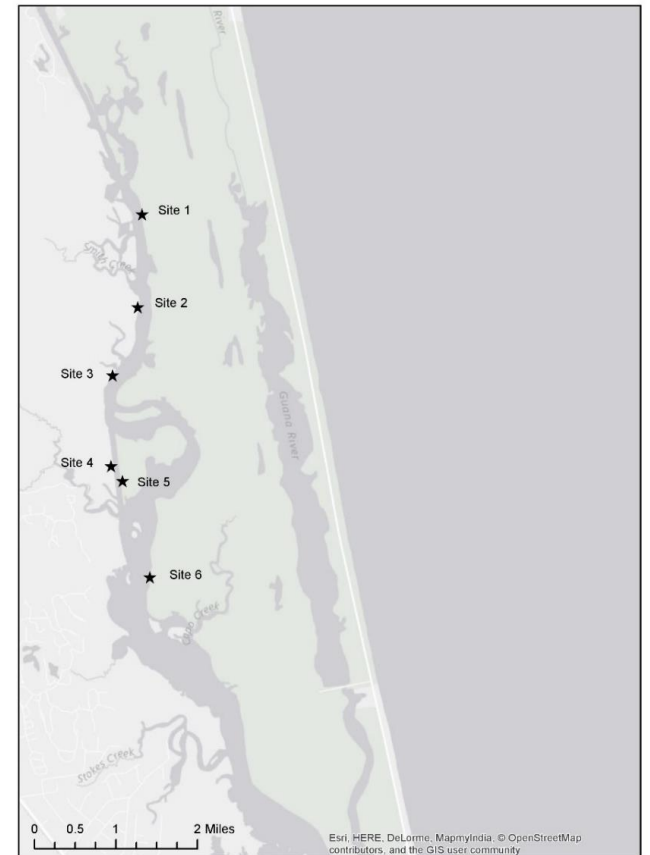 River
Site 1
Site 2
Site 3
Guana River
Site 4
Site 5
Site 6
Stokes Creek
0 0.5 1 2 Miles
Esri, HERE, DeLorme, MapmyIndia, © OpenStreetMap
contributors, and the GIS user community